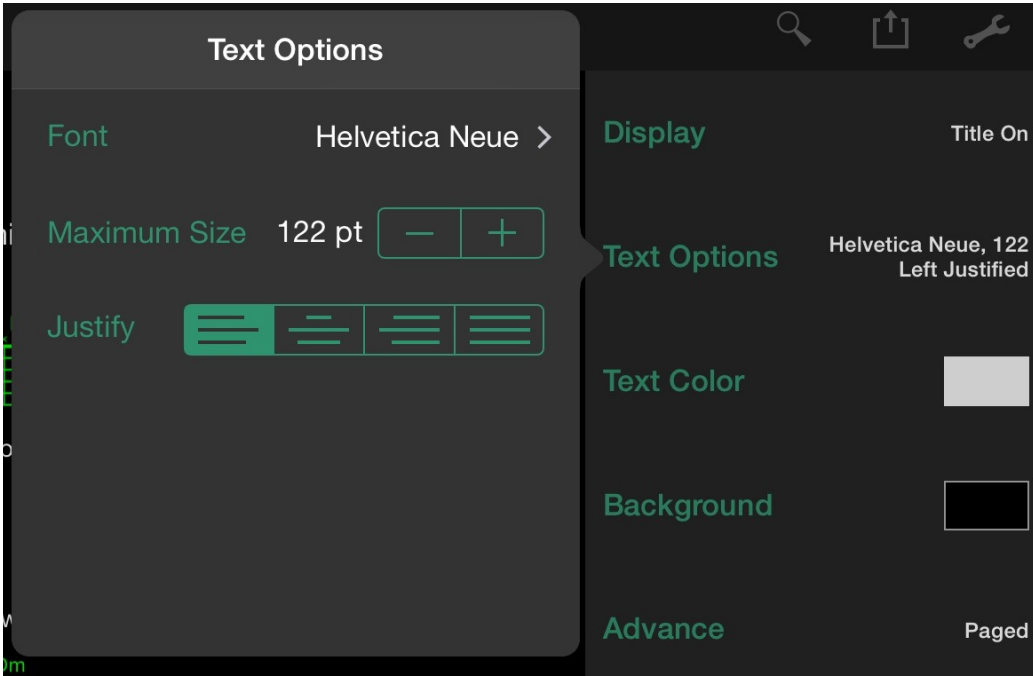 Text Options
Font Helvetica Neue
Maximum Size 122 pt
Justify
Display Title On
Text Options Helvetica Neue, 122
Left Justified
Text Color
Background
Advance Paged